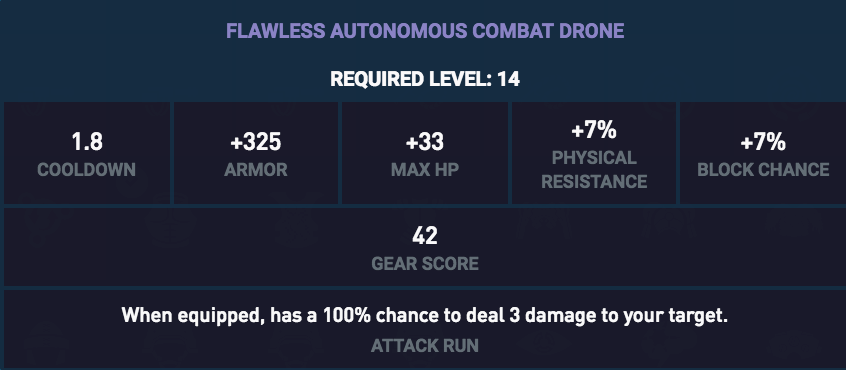 FLAWLESS AUTONOMOUS COMBAT DRONE
REQUIRED LEVEL: 14
1.8
COOLDOWN
+325
ARMOR
+33
MAX HP
+7%
PHYSICAL
RESISTANCE
+7%
BLOCK CHANCE
42
GEAR SCORE
When equipped, has a 100% chance to deal 3 damage to your target.
ATTACK RUN